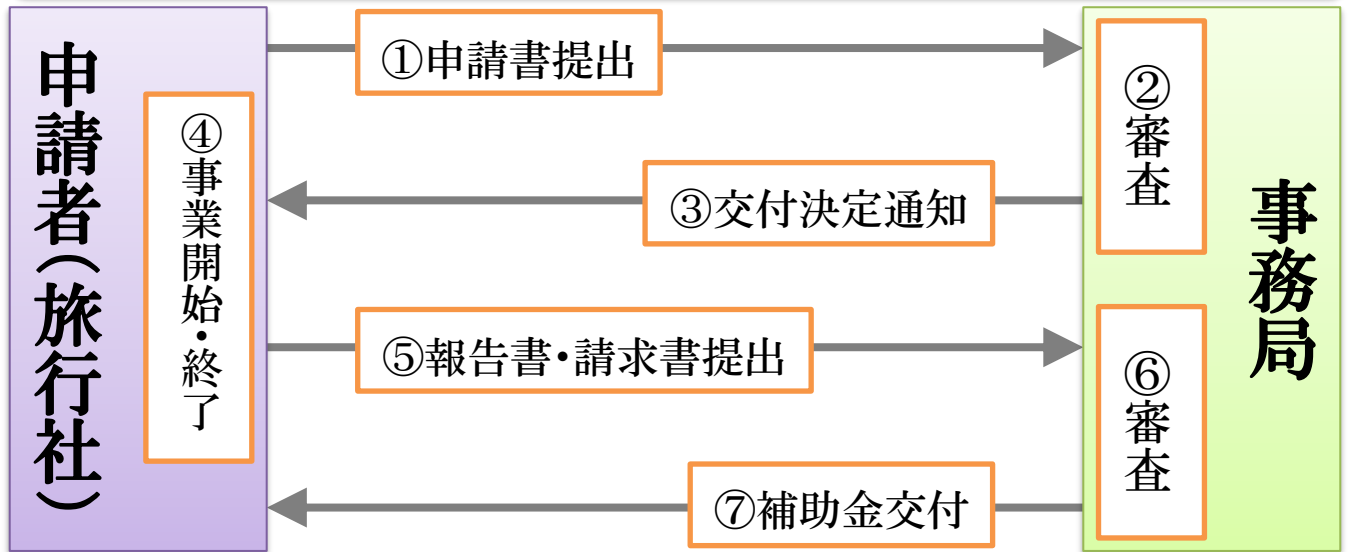 申請者(旅行社)
①申請書提出
②審査
③交付決定通知
④事業開始・終了
⑤報告書・請求書提出
⑥審査
⑦補助金交付
事務局